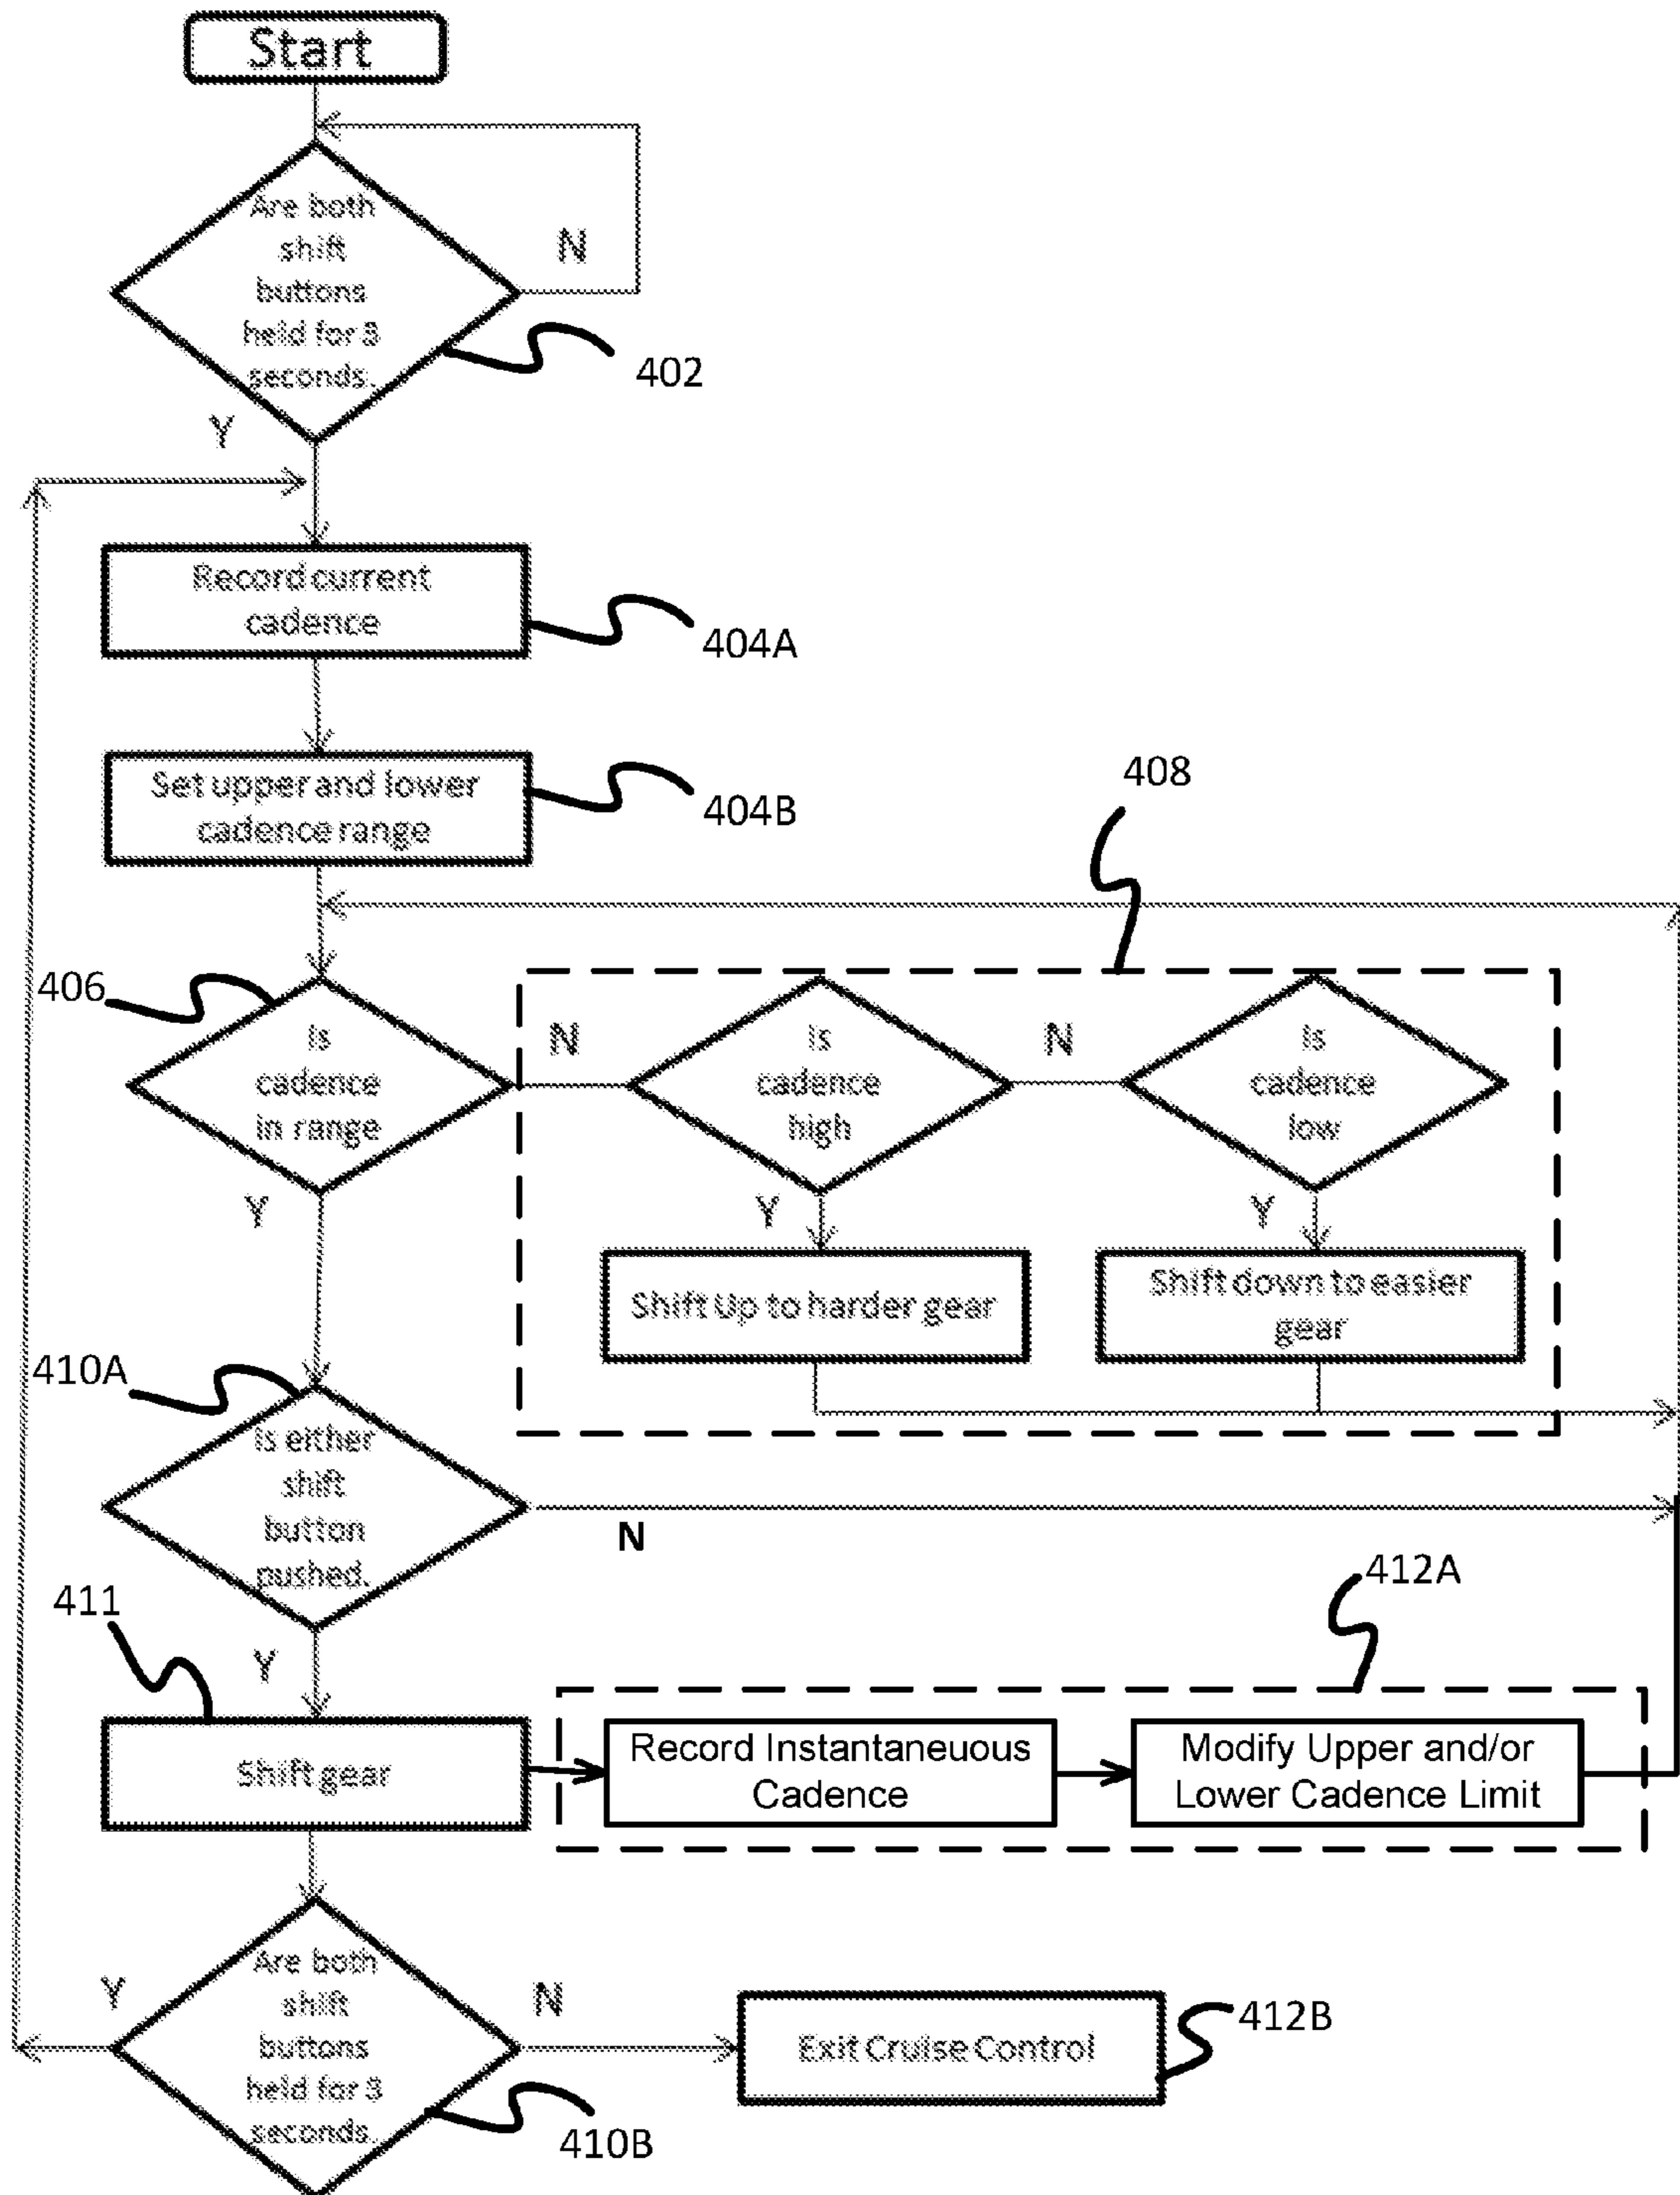 Start
Are both
shift
buttons
held for 3
seconds.
N
402
Y
Record current
cadence
404A
Set upper and lower
cadence range
404B
408
406
Is
cadence
in range
N
Is
cadence
high
N
Is
cadence
low
Y
Y
Y
Shift Up to harder gear
Shift down to easier
gear
410A
Is either
shift
button
pushed.
N
412A
411
Y
Shift gear
Record Instantaneuous
Cadence
Modify Upper and/or
Lower Cadence Limit
Y
Are both
shift
buttons
held for 3
seconds.
N
Exit Cruise Control
412B
410B